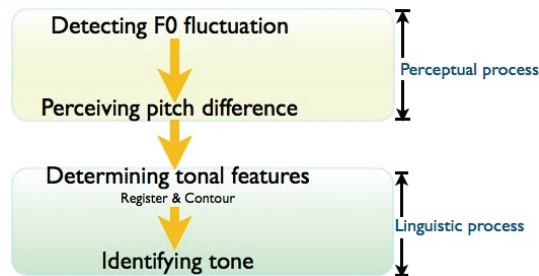 Detecting F0 fluctuation
Perceptual process
Perceiving pitch difference
Determining tonal features
Register & Contour
Linguistic process
Identifying tone